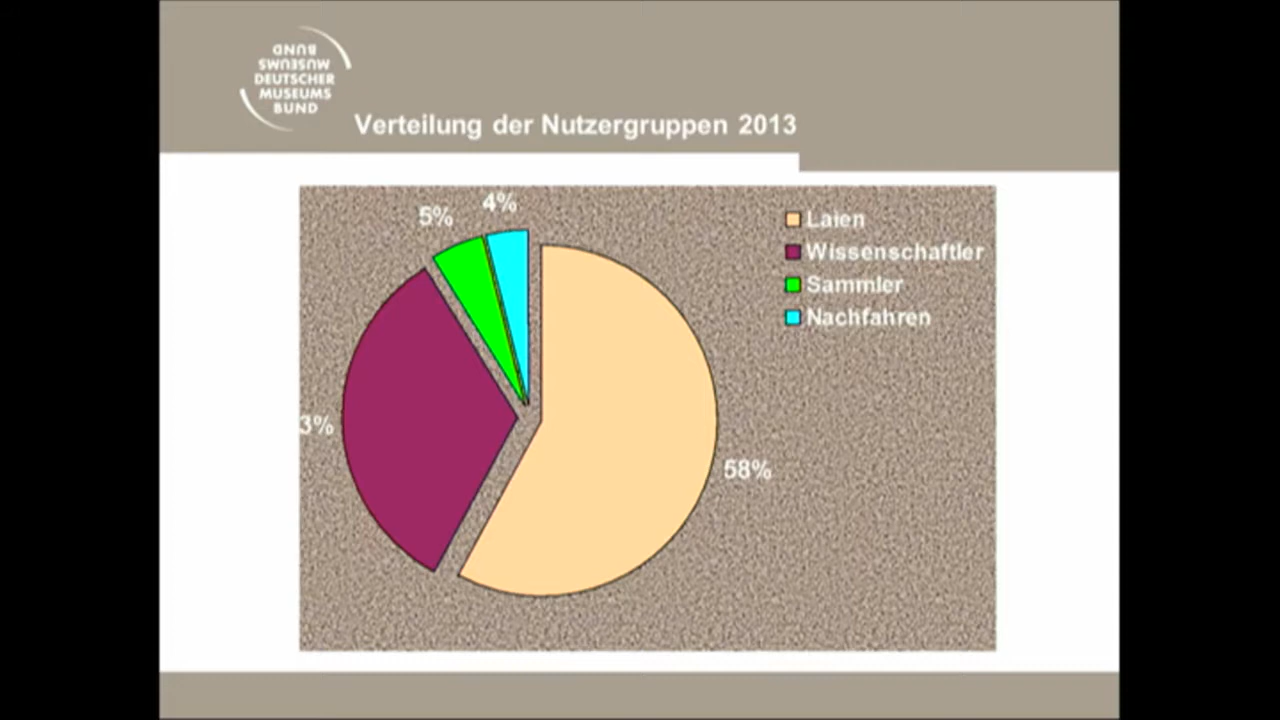 BUND
MUSEUMS
DEUTSCHER
MUSEUMS
BUND
Verteilung der Nutzergruppen 2013
5%
4%
3%
58%
Laien
Wissenschaftler
Sammler
Nachfahren